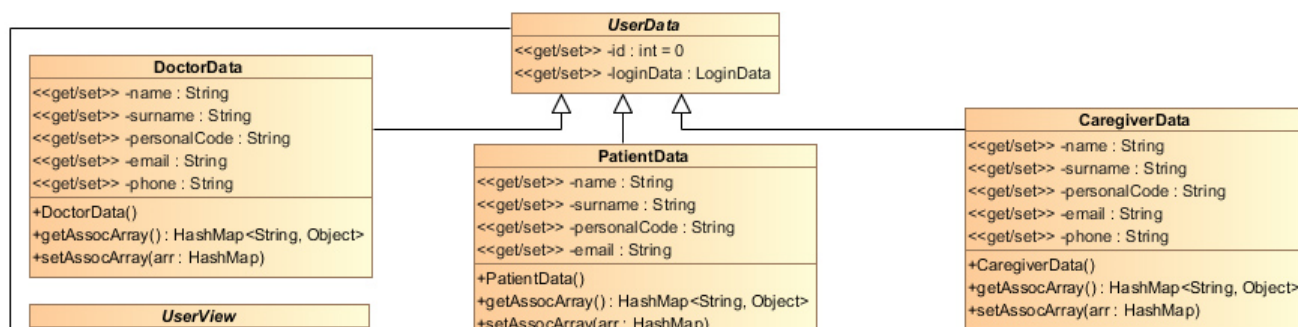 UserData
<<get/set>> -id : int = 0
<<get/set>> -loginData : LoginData
DoctorData
<<get/set>> -name : String
<<get/set>> -surname : String
<<get/set>> -personalCode : String
<<get/set>> -email : String
<<get/set>> -phone : String
+DoctorData()
+getAssocArray() : HashMap<String, Object>
+setAssocArray(arr : HashMap)
PatientData
<<get/set>> -name : String
<<get/set>> -surname : String
<<get/set>> -personalCode : String
<<get/set>> -email : String
+PatientData()
+getAssocArray() : HashMap<String, Object>
+setAssocArray(arr : HashMap)
CaregiverData
<<get/set>> -name : String
<<get/set>> -surname : String
<<get/set>> -personalCode : String
<<get/set>> -email : String
<<get/set>> -phone : String
+CaregiverData()
+getAssocArray() : HashMap<String, Object>
+setAssocArray(arr : HashMap)
UserView